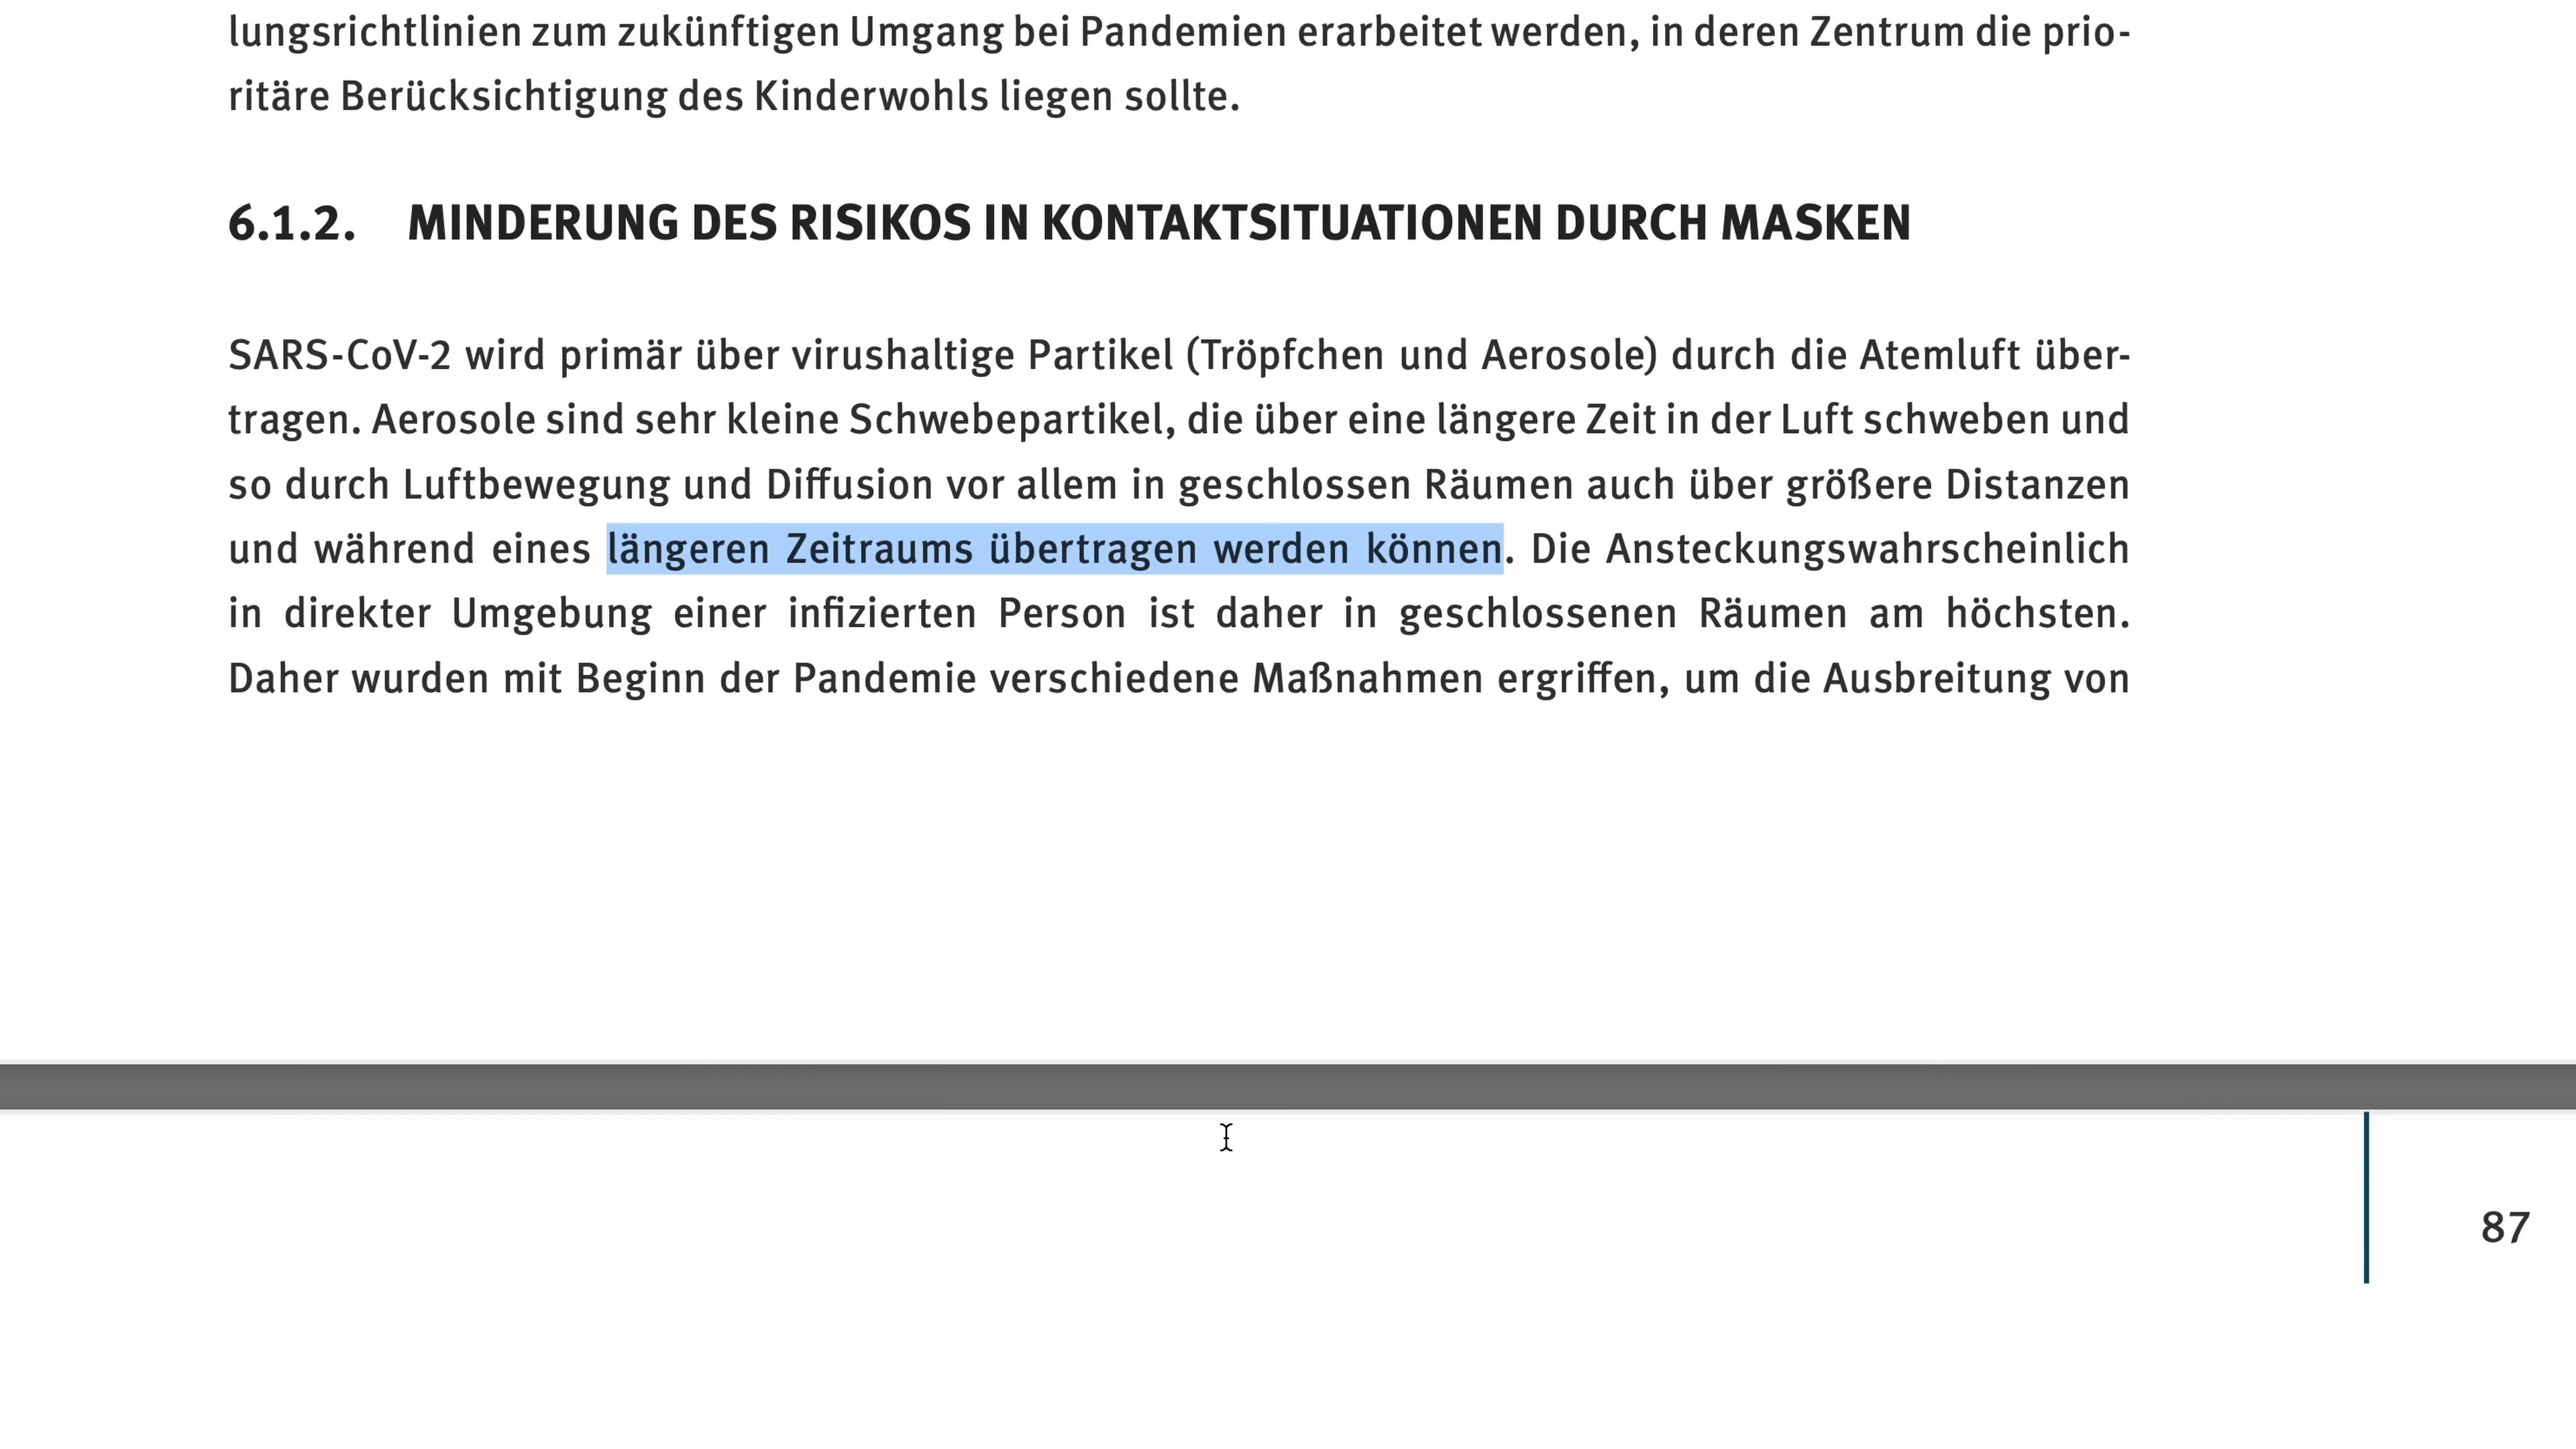 lungsrichtlinien zum zukünftigen Umgang bei Pandemien erarbeitet werden, in deren Zentrum die prio-
ritäre Berücksichtigung des Kinderwohls liegen sollte.
6.1.2. MINDERUNG DES RISIKOS IN KONTAKTSITUATIONEN DURCH MASKEN
SARS-CoV-2 wird primär über virushaltige Partikel (Tröpfchen und Aerosole) durch die Atemluft über-
tragen. Aerosole sind sehr kleine Schwebepartikel, die über eine längere Zeit in der Luft schweben und
so durch Luftbewegung und Diffusion vor allem in geschlossen Räumen auch über größere Distanzen
und während eines längeren Zeitraums übertragen werden können. Die Ansteckungswahrscheinlich
in direkter Umgebung einer infizierten Person ist daher in geschlossenen Räumen am höchsten.
Daher wurden mit Beginn der Pandemie verschiedene Maßnahmen ergriffen, um die Ausbreitung von
87